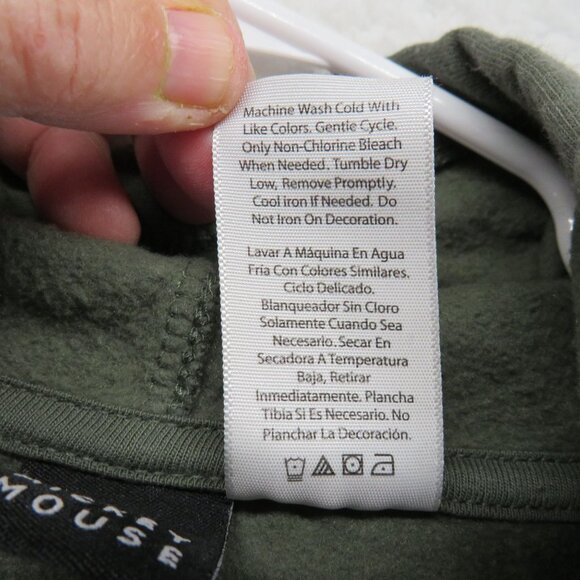 Machine Wash Cold With
Like Colors. Gentle Cycle.
Only Non-Chlorine Bleach
When Needed. Tumble Dry
Low, Remove Promptly.
Cool iron if Needed. Do
Not Iron On Decoration.
Lavar A Máquina En Agua
Fria Con Colores Similares.
Ciclo Delicado.
Blanqueador Sin Cloro
Solamente Cuando Sea
Necesario. Secar En
Secadora A Temperatura
Baja, Retirar
Inmediatamente. Plancha
Tibia Si Es Necesario. No
Planchar La Decoración.
MICKEY
MOUSE